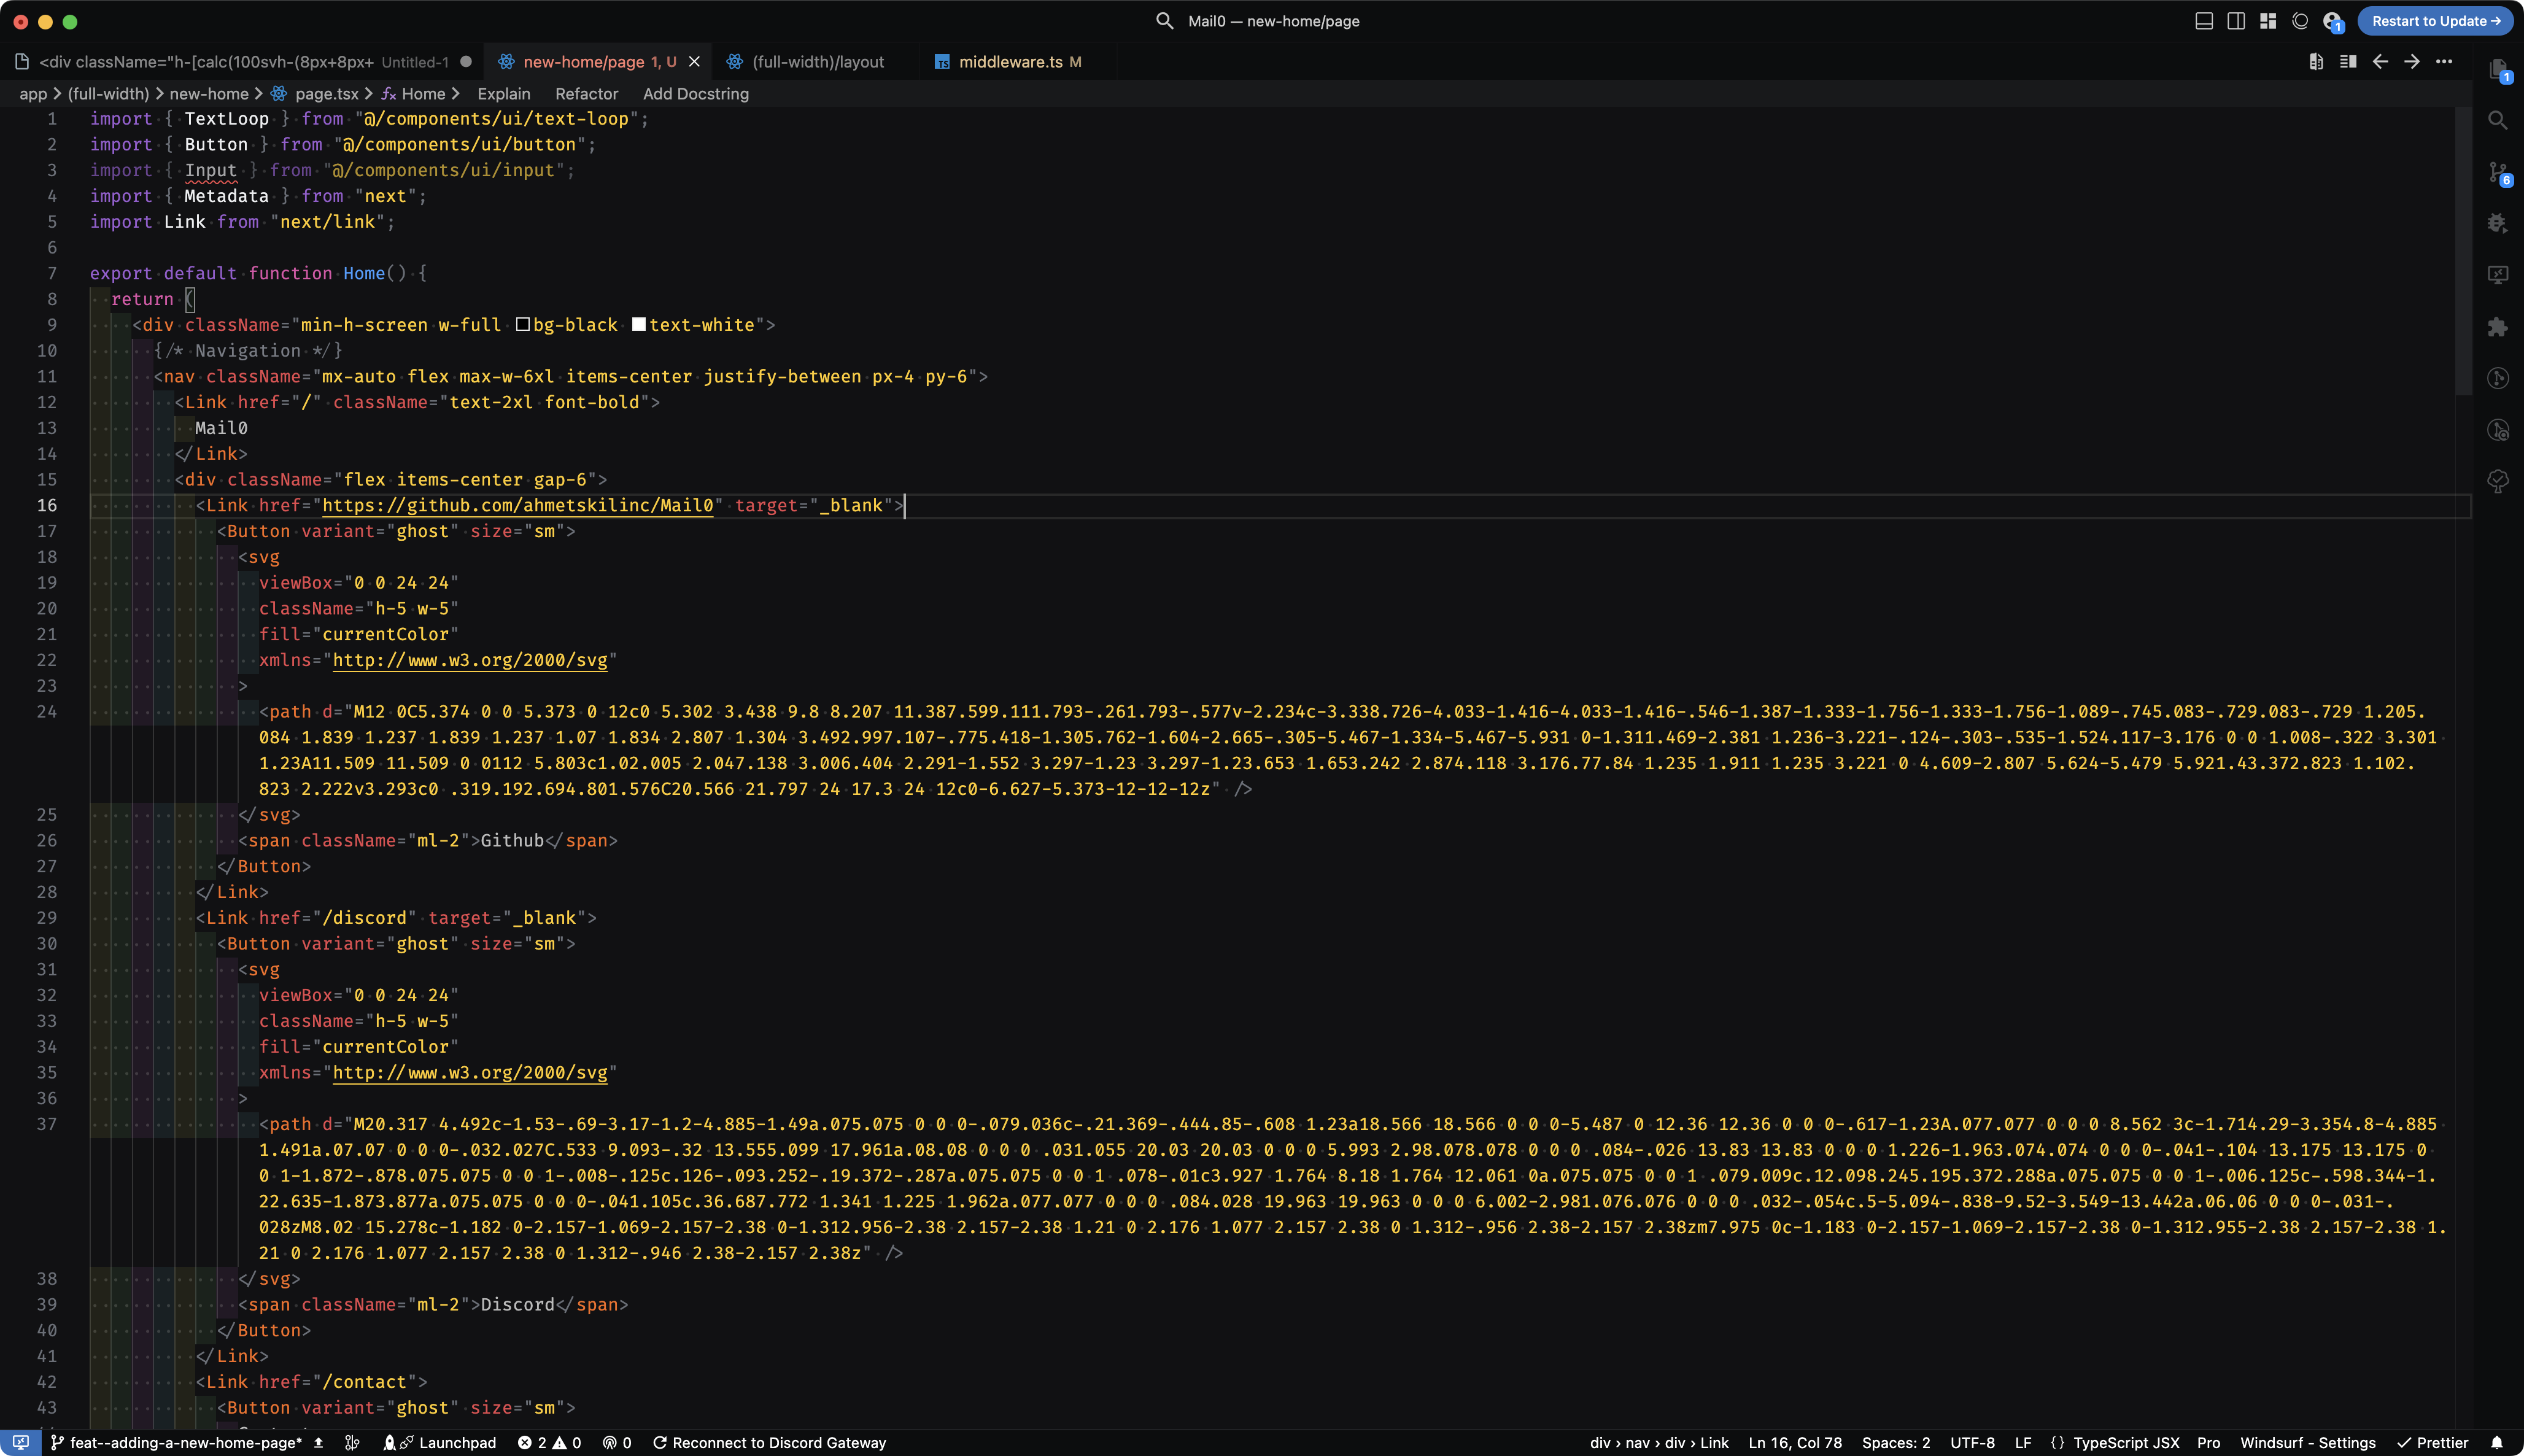 Mail0 — new-home/page
Restart to Update →
<div className="h-[calc(100svh-(8px+8px+ Untitled-1
new-home/page 1, U
(full-width)/layout
middleware.ts M
app > (full-width) > new-home > page.tsx > Home > Explain Refactor Add Docstring
1 import { TextLoop } from "@/components/ui/text-loop";
2 import { Button } from "@/components/ui/button";
3 import { Input } from "@/components/ui/input";
4 import { Metadata } from "next";
5 import Link from "next/link";
6
7 export default function Home() {
8 return (
9 <div className="min-h-screen w-full bg-black text-white">
10 {/* Navigation */}
11 <nav className="mx-auto flex max-w-6xl items-center justify-between px-4 py-6">
12 <Link href="/" className="text-2xl font-bold">
13 Mail0
14 </Link>
15 <div className="flex items-center gap-6">
16 <Link href="https://github.com/ahmetskilinc/Mail0" target="_blank">
17 <Button variant="ghost" size="sm">
18 <svg
19 viewBox="0 0 24 24"
20 className="h-5 w-5"
21 fill="currentColor"
22 xmlns="http://www.w3.org/2000/svg"
23 >
24 <path d="M12 0C5.374 0 0 5.373 0 12c0 5.302 3.438 9.8 8.207 11.387.599.111.793-.261.793-.577v-2.234c-3.338.726-4.033-1.416-4.033-1.416-.546-1.387-1.333-1.756-1.333-1.756-1.089-.745.083-.729.083-.729 1.205.
084 1.839 1.237 1.839 1.237 1.07 1.834 2.807 1.304 3.492.997.107-.775.418-1.305.762-1.604-2.665-.305-5.467-1.334-5.467-5.931 0-1.311.469-2.381 1.236-3.221-.124-.303-.535-1.524.117-3.176 0 0 1.008-.322 3.301
1.23A11.509 11.509 0 0112 5.803c1.02.005 2.047.138 3.006.404 2.291-1.552 3.297-1.23 3.297-1.23.653 1.653.242 2.874.118 3.176.77.84 1.235 1.911 1.235 3.221 0 4.609-2.807 5.624-5.479 5.921.43.372.823 1.102.
823 2.222v3.293c0 .319.192.694.801.576C20.566 21.797 24 17.3 24 12c0-6.627-5.373-12-12-12z" />
25 </svg>
26 <span className="ml-2">Github</span>
27 </Button>
28 </Link>
29 <Link href="/discord" target="_blank">
30 <Button variant="ghost" size="sm">
31 <svg
32 viewBox="0 0 24 24"
33 className="h-5 w-5"
34 fill="currentColor"
35 xmlns="http://www.w3.org/2000/svg"
36 >
37 <path d="M20.317 4.492c-1.53-.69-3.17-1.2-4.885-1.49a.075.075 0 0 0-.079.036c-.21.369-.444.85-.608 1.23a18.566 18.566 0 0 0-5.487 0 12.36 12.36 0 0 0-.617-1.23A.077.077 0 0 0 8.562 3c-1.714.29-3.354.8-4.885
1.491a.07.07 0 0 0-.032.027C.533 9.093-.32 13.555.099 17.961a.08.08 0 0 0 .031.055 20.03 20.03 0 0 0 5.993 2.98.078.078 0 0 0 .084-.026 13.83 13.83 0 0 0 1.226-1.963.074.074 0 0 0-.041-.104 13.175 13.175 0
0 1-1.872-.878.075.075 0 0 1-.008-.125c.126-.093.252-.19.372-.287a.075.075 0 0 1 .078-.01c3.927 1.764 8.18 1.764 12.061 0a.075.075 0 0 1 .079.009c.12.098.245.195.372.288a.075.075 0 0 1-.006.125c-.598.344-1.
22.635-1.873.877a.075.075 0 0 0-.041.105c.36.687.772 1.341 1.225 1.962a.077.077 0 0 0 .084.028 19.963 19.963 0 0 0 6.002-2.981.076.076 0 0 0 .032-.054c.5-5.094-.838-9.52-3.549-13.442a.06.06 0 0 0-.031-.
028zM8.02 15.278c-1.182 0-2.157-1.069-2.157-2.38 0-1.312.956-2.38 2.157-2.38 1.21 0 2.176 1.077 2.157 2.38 0 1.312-.956 2.38-2.157 2.38zm7.975 0c-1.183 0-2.157-1.069-2.157-2.38 0-1.312.955-2.38 2.157-2.38 1.
21 0 2.176 1.077 2.157 2.38 0 1.312-.946 2.38-2.157 2.38z" />
38 </svg>
39 <span className="ml-2">Discord</span>
40 </Button>
41 </Link>
42 <Link href="/contact">
43 <Button variant="ghost" size="sm">
feat--adding-a-new-home-page* Launchpad 2 0 0 Reconnect to Discord Gateway
div › nav › div › Link Ln 16, Col 78 Spaces: 2 UTF-8 LF {} TypeScript JSX Pro Windsurf - Settings Prettier
1
1
6